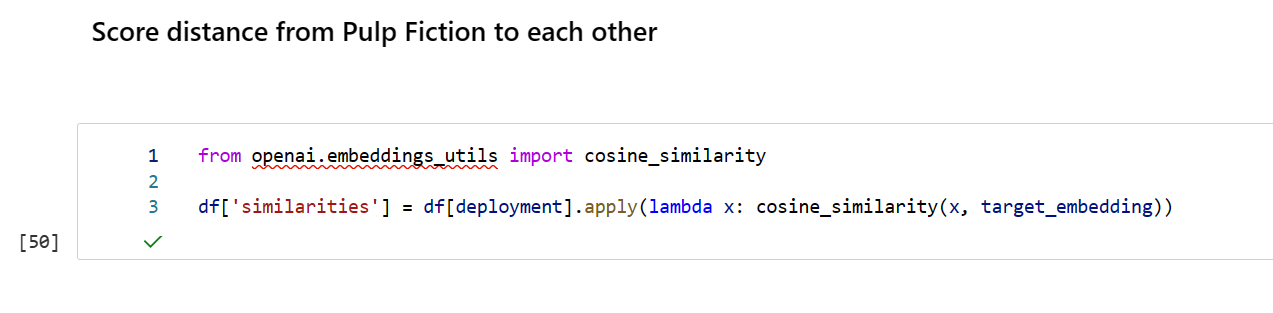 Score distance from Pulp Fiction to each other
1 from openai.embeddings_utils import cosine_similarity
2
3 df['similarities'] = df[deployment].apply(lambda x: cosine_similarity(x, target_embedding))
[50]